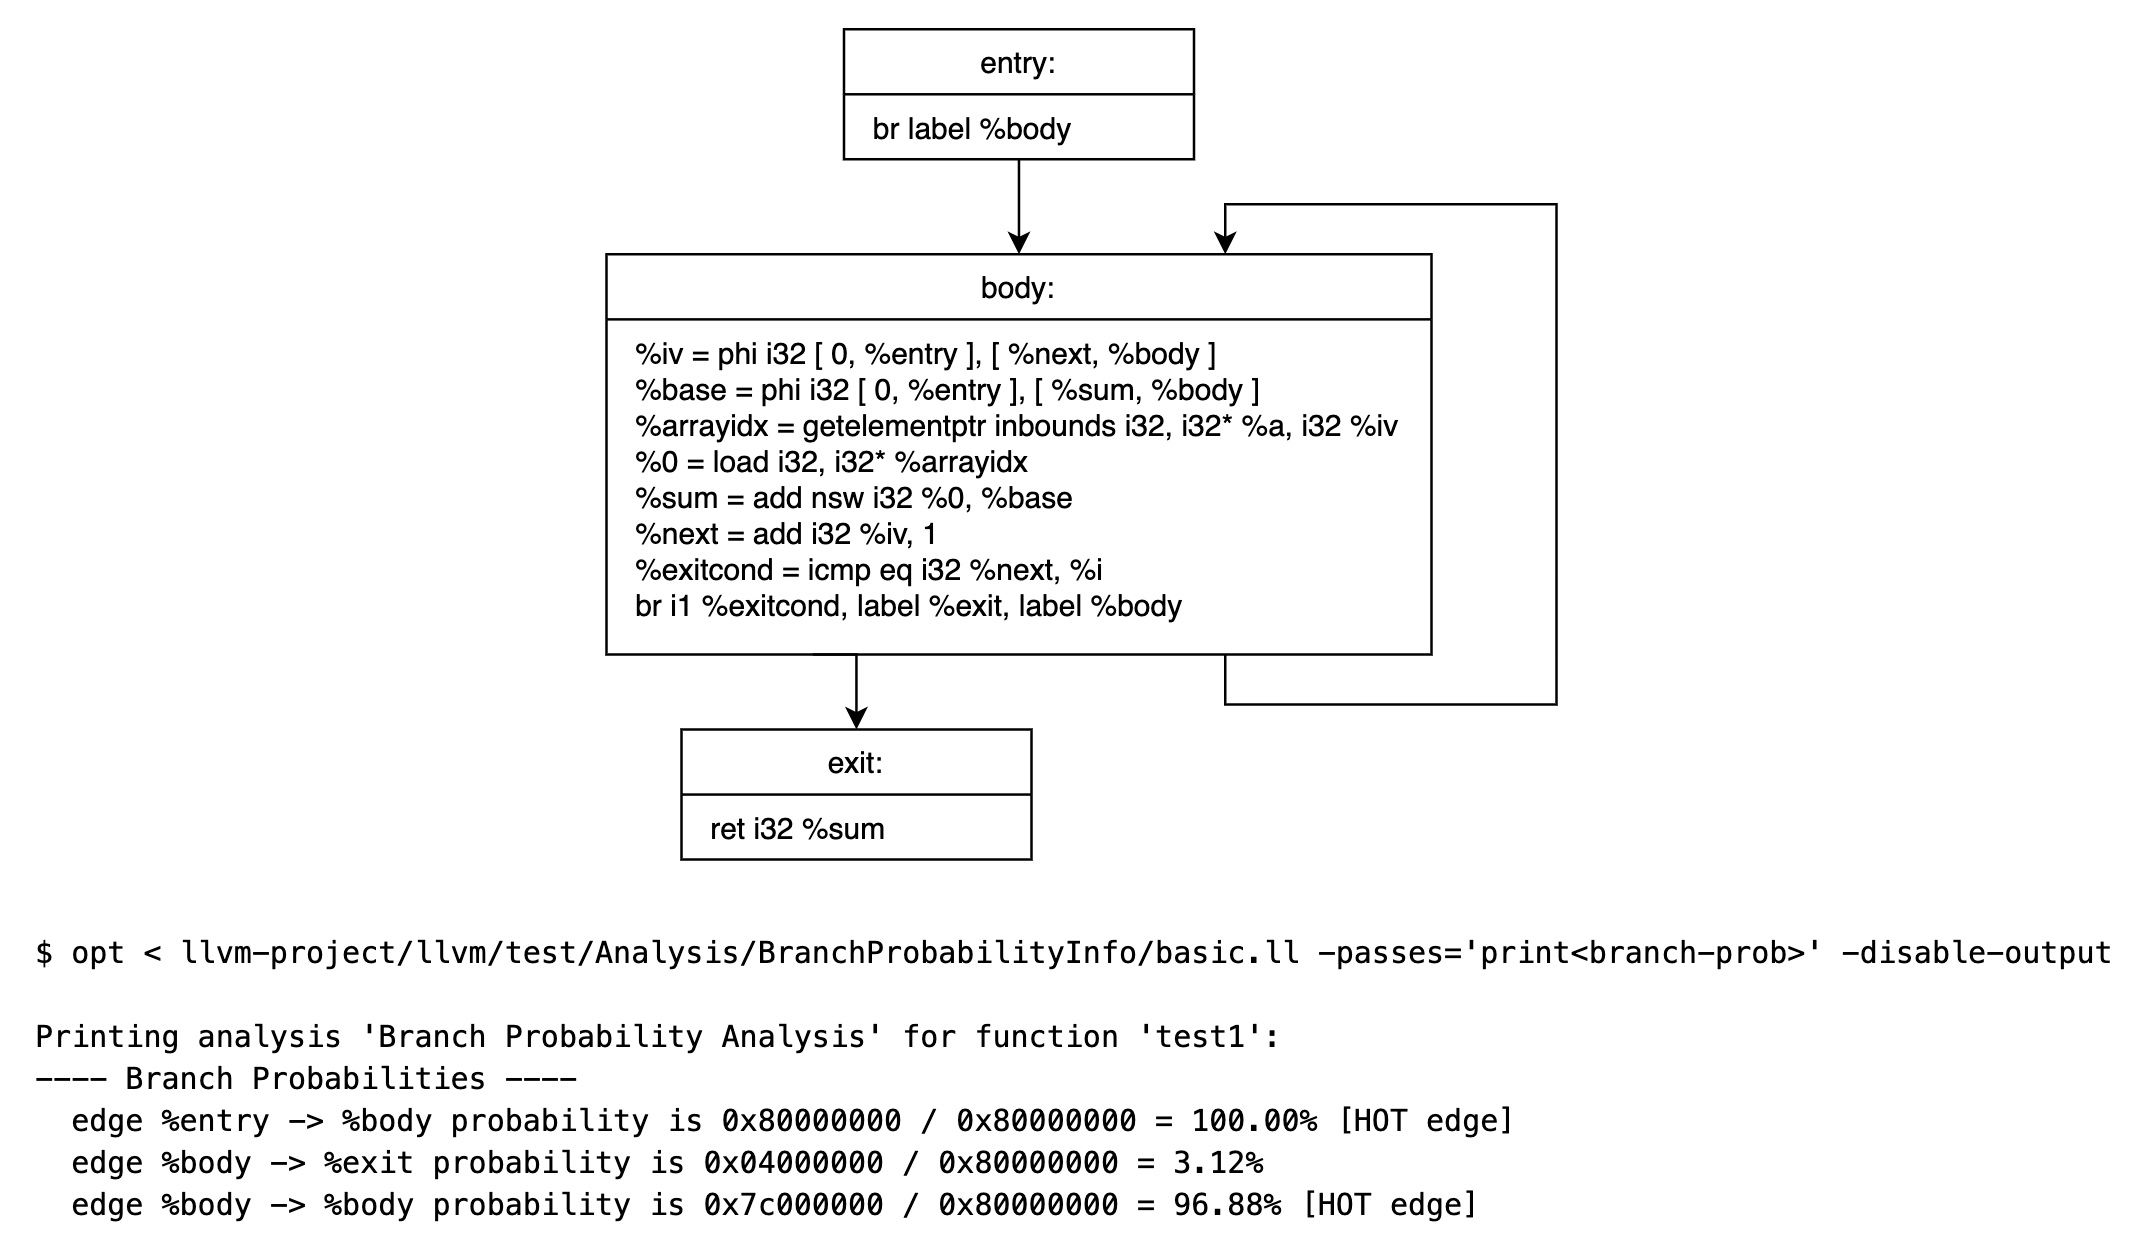 entry:
br label %body
body:
%iv = phi i32 [ 0, %entry ], [ %next, %body ]
%base = phi i32 [ 0, %entry ], [ %sum, %body ]
%arrayidx = getelementptr inbounds i32, i32* %a, i32 %iv
%0 = load i32, i32* %arrayidx
%sum = add nsw i32 %0, %base
%next = add i32 %iv, 1
%exitcond = icmp eq i32 %next, %i
br i1 %exitcond, label %exit, label %body
exit:
ret i32 %sum
$ opt < llvm-project/llvm/test/Analysis/BranchProbabilityInfo/basic.ll -passes='print<branch-prob>' -disable-output
Printing analysis 'Branch Probability Analysis' for function 'test1':
---- Branch Probabilities ----
edge %entry -> %body probability is 0x80000000 / 0x80000000 = 100.00% [HOT edge]
edge %body -> %exit probability is 0x04000000 / 0x80000000 = 3.12%
edge %body -> %body probability is 0x7c000000 / 0x80000000 = 96.88% [HOT edge]